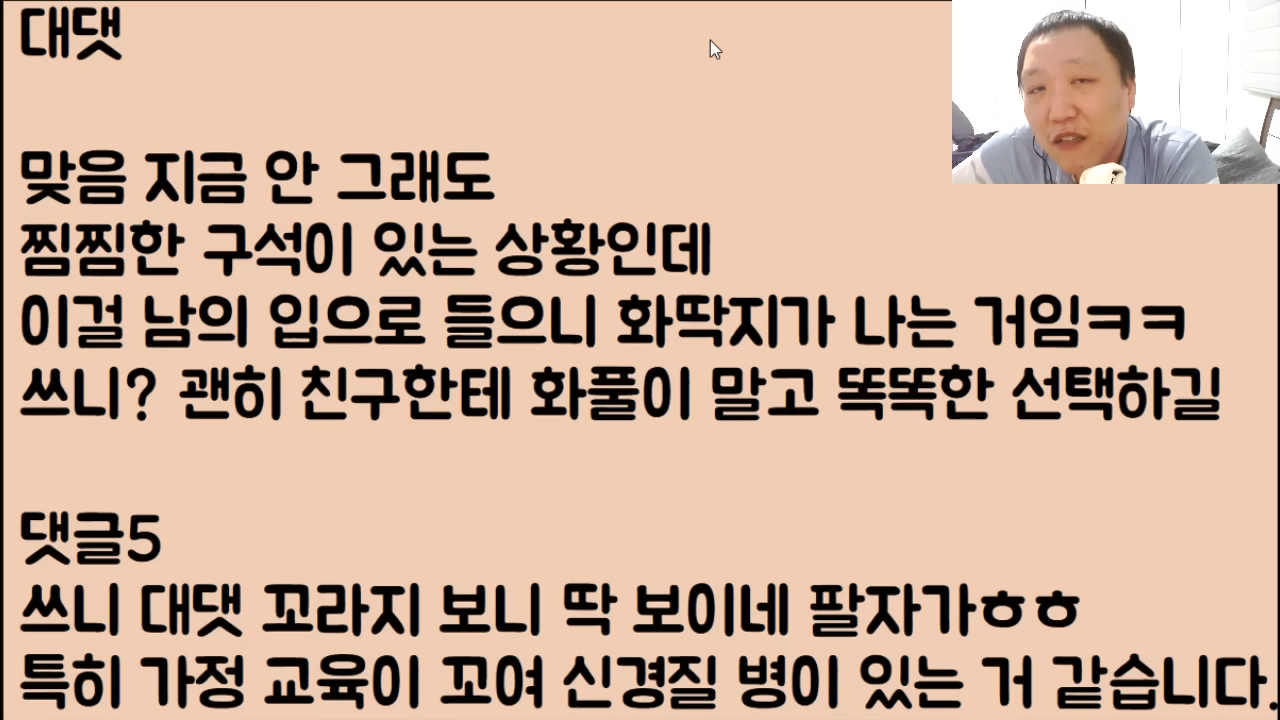 대댓
맞음 지금 안 그래도
찜찜한 구석이 있는 상황인데
이걸 남의 입으로 들으니 화딱지가 나는 거임ㅋㅋ
쓰니? 괜히 친구한테 화풀이 말고 똑똑한 선택하길
댓글5
쓰니 대댓 꼬라지 보니 딱 보이네 팔자가ㅎㅎ
특히 가정 교육이 꼬여 신경질 병이 있는 거 같습니다.